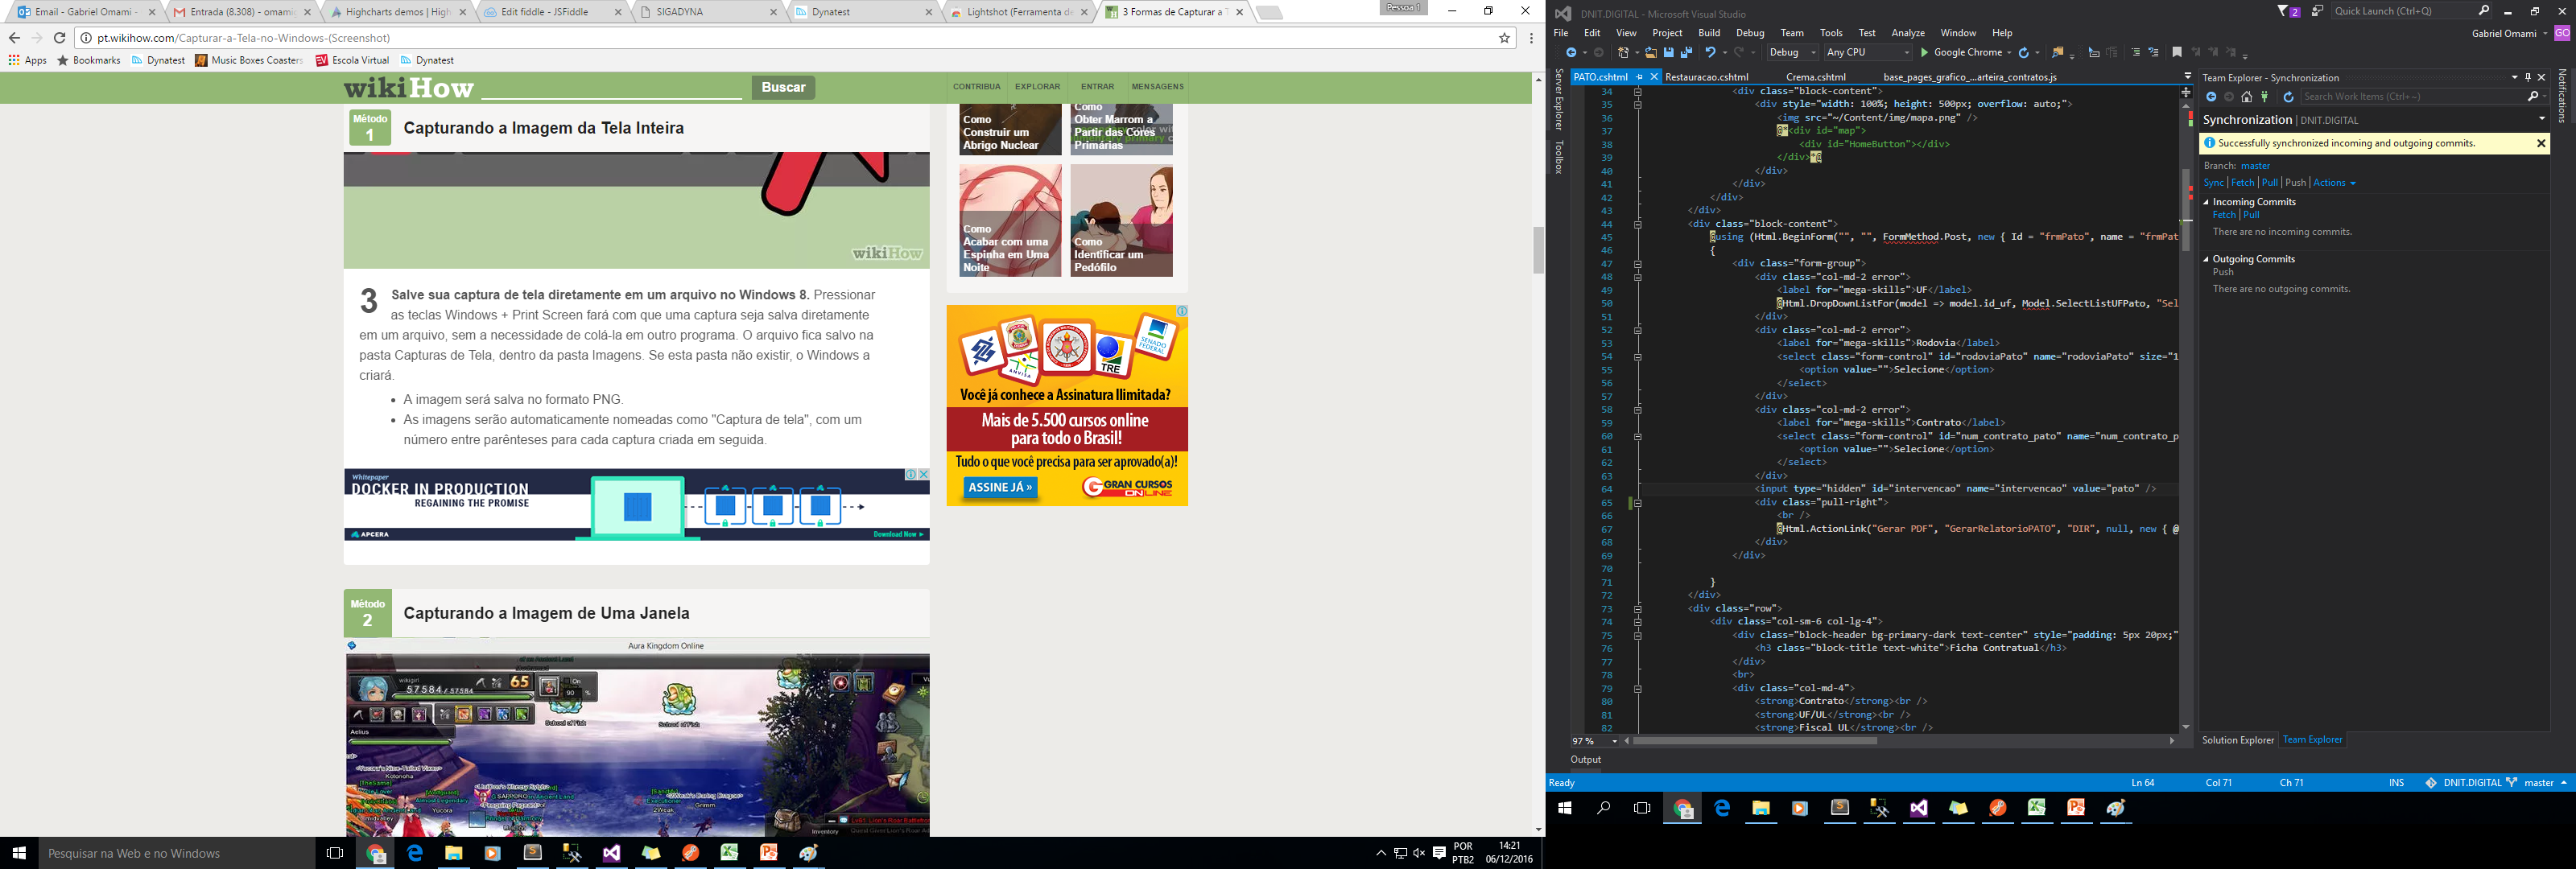 Email - Gabriel Omami -
Entrada (8.308) - omami
Highcharts demos | High
Edit fiddle - JSFiddle
SIGADYNA
Dynatest
Lightshot (Ferramenta de
3 Formas de Capturar a T
Pessoa 1
pt.wikihow.com/Capturar-a-Tela-no-Windows-(Screenshot)
Apps
Bookmarks
Dynatest
Music Boxes Coasters
Escola Virtual
Dynatest
wikiHow
Buscar
CONTRIBUA
EXPLORAR
ENTRAR
MENSAGENS
Método
1
Capturando a Imagem da Tela Inteira
wikiHow
3 Salve sua captura de tela diretamente em um arquivo no Windows 8. Pressionar
as teclas Windows + Print Screen fará com que uma captura seja salva diretamente
em um arquivo, sem a necessidade de colá-la em outro programa. O arquivo fica salvo na
pasta Capturas de Tela, dentro da pasta Imagens. Se esta pasta não existir, o Windows a
criará.
• A imagem será salva no formato PNG.
• As imagens serão automaticamente nomeadas como "Captura de tela", com um
número entre parênteses para cada captura criada em seguida.
Whitepaper
DOCKER IN PRODUCTION
REGAINING THE PROMISE
APCERA
Download Now
Método
2
Capturando a Imagem de Uma Janela
Aura Kingdom Online
wikigirl
57584 / 57584
65
On
90 %
School of Fish
School of Fish
Aelius
Kotonoha
Yucora
Grimm
Inventory
Como
Construir um
Abrigo Nuclear
Como
Obter Marrom a
Partir das Cores
Primárias
Como
Acabar com uma
Espinha em Uma
Noite
Como
Identificar um
Pedófilo
ANVISA
TRE
SENADO
FEDERAL
Você já conhece a Assinatura Ilimitada?
Mais de 5.500 cursos online
para todo o Brasil!
Tudo o que você precisa para ser aprovado(a)!
ASSINE JÁ »
GRAN CURSOS
ONLINE
Pesquisar na Web e no Windows
POR
PTB2
14:21
06/12/2016
DNIT.DIGITAL - Microsoft Visual Studio
2
Quick Launch (Ctrl+Q)
File Edit View Project Build Debug Team Tools Test Analyze Window Help
Gabriel Omami
GO
Debug
Any CPU
Google Chrome
Server Explorer
Toolbox
Notifications
PATO.cshtml
Restauracao.cshtml
Crema.cshtml
base_pages_grafico_...arteira_contratos.js
34 <div class="block-content">
35 <div style="width: 100%; height: 500px; overflow: auto;">
36 <img src="~/Content/img/mapa.png" />
37 @*<div id="map">
38 <div id="HomeButton"></div>
39 </div>*@
40 </div>
41 </div>
42 </div>
43 </div>
44 <div class="block-content">
45 @using (Html.BeginForm("", "", FormMethod.Post, new { Id = "frmPato", name = "frmPat
46 {
47 <div class="form-group">
48 <div class="col-md-2 error">
49 <label for="mega-skills">UF</label>
50 @Html.DropDownListFor(model => model.id_uf, Model.SelectListUFPato, "Sel
51 </div>
52 <div class="col-md-2 error">
53 <label for="mega-skills">Rodovia</label>
54 <select class="form-control" id="rodoviaPato" name="rodoviaPato" size="1
55 <option value="">Selecione</option>
56 </select>
57 </div>
58 <div class="col-md-2 error">
59 <label for="mega-skills">Contrato</label>
60 <select class="form-control" id="num_contrato_pato" name="num_contrato_p
61 <option value="">Selecione</option>
62 </select>
63 </div>
64 <input type="hidden" id="intervencao" name="intervencao" value="pato" />
65 <div class="pull-right">
66 <br />
67 @Html.ActionLink("Gerar PDF", "GerarRelatorioPATO", "DIR", null, new { @
68 </div>
69 </div>
70
71 }
72 </div>
73 <div class="row">
74 <div class="col-sm-6 col-lg-4">
75 <div class="block-header bg-primary-dark text-center" style="padding: 5px 20px;"
76 <h3 class="block-title text-white">Ficha Contratual</h3>
77 </div>
78 <br>
79 <div class="col-md-4">
80 <strong>Contrato</strong><br />
81 <strong>UF/UL</strong><br />
82 <strong>Fiscal UL</strong><br />
97 %
Output
Team Explorer - Synchronization
Search Work Items (Ctrl+~)
Synchronization | DNIT.DIGITAL
Successfully synchronized incoming and outgoing commits.
Branch: master
Sync | Fetch | Pull | Push | Actions
Incoming Commits
Fetch | Pull
There are no incoming commits.
Outgoing Commits
Push
There are no outgoing commits.
Solution Explorer
Team Explorer
Ready
Ln 64
Col 71
Ch 71
INS
DNIT.DIGITAL
master